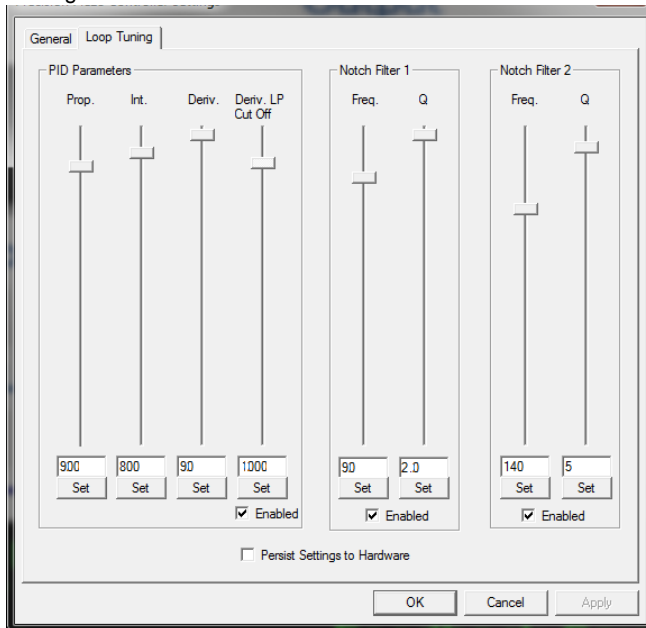 General Loop Tuning
PID Parameters
Prop. Int. Deriv. Deriv. LP
Cut Off
900 800 90 1000
Set Set Set Set
Enabled
Notch Filter 1
Freq. Q
90 2.0
Set Set
Enabled
Notch Filter 2
Freq. Q
140 5
Set Set
Enabled
Persist Settings to Hardware
OK Cancel Apply